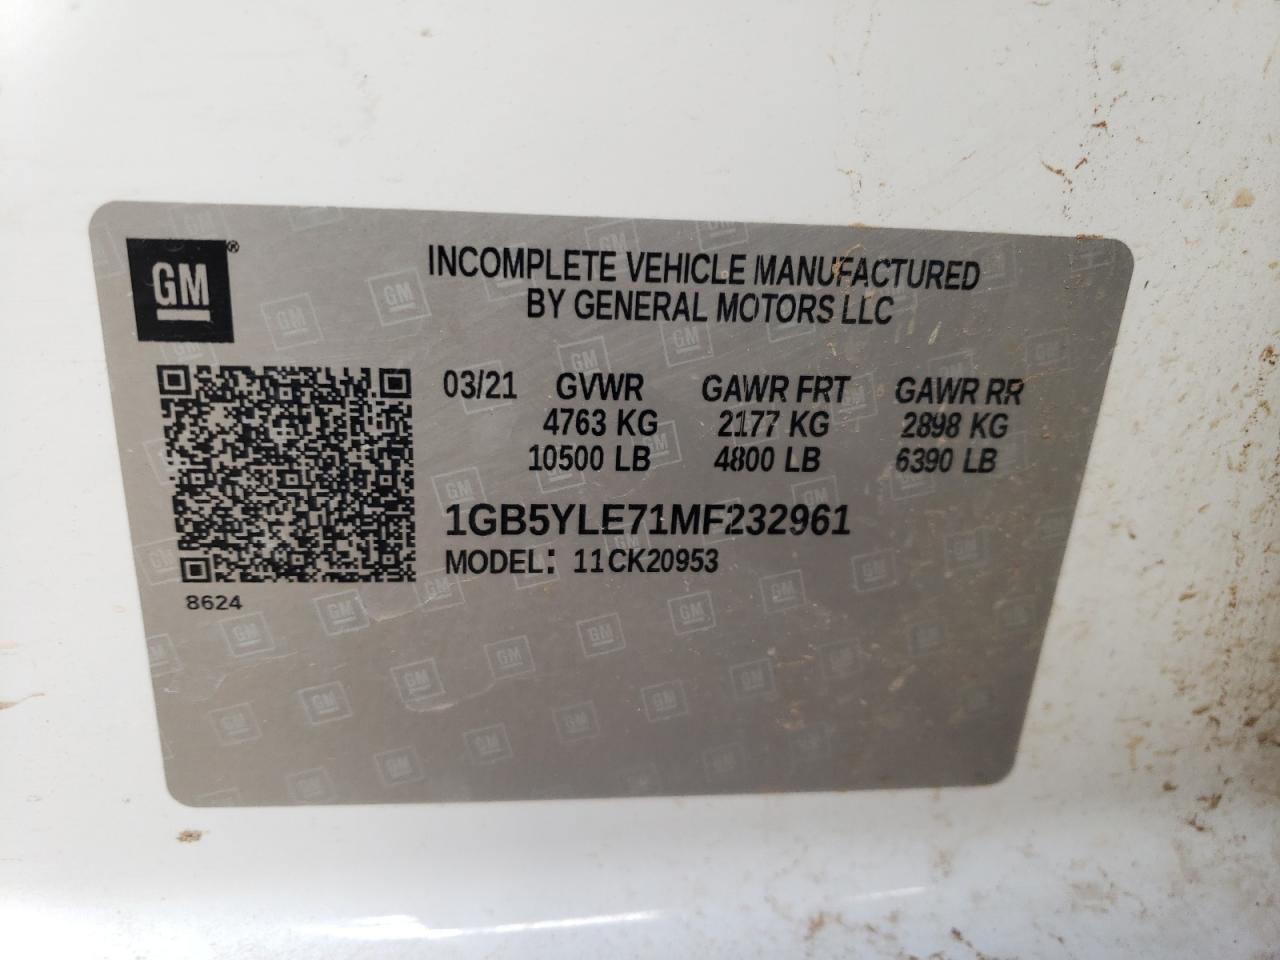 GM®
INCOMPLETE VEHICLE MANUFACTURED
BY GENERAL MOTORS LLC
03/21 GVWR GAWR FRT GAWR RR
4763 KG 2177 KG 2898 KG
10500 LB 4800 LB 6390 LB
1GB5YLE71MF232961
MODEL: 11CK20953
8624